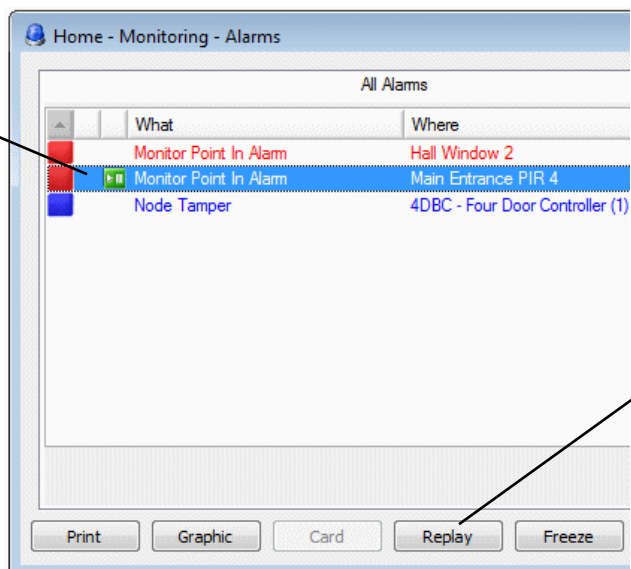 Home - Monitoring - Alarms
All Alarms
What Where
Monitor Point In Alarm Hall Window 2
Monitor Point In Alarm Main Entrance PIR 4
Node Tamper 4DBC - Four Door Controller (1)
Print Graphic Card Replay Freeze